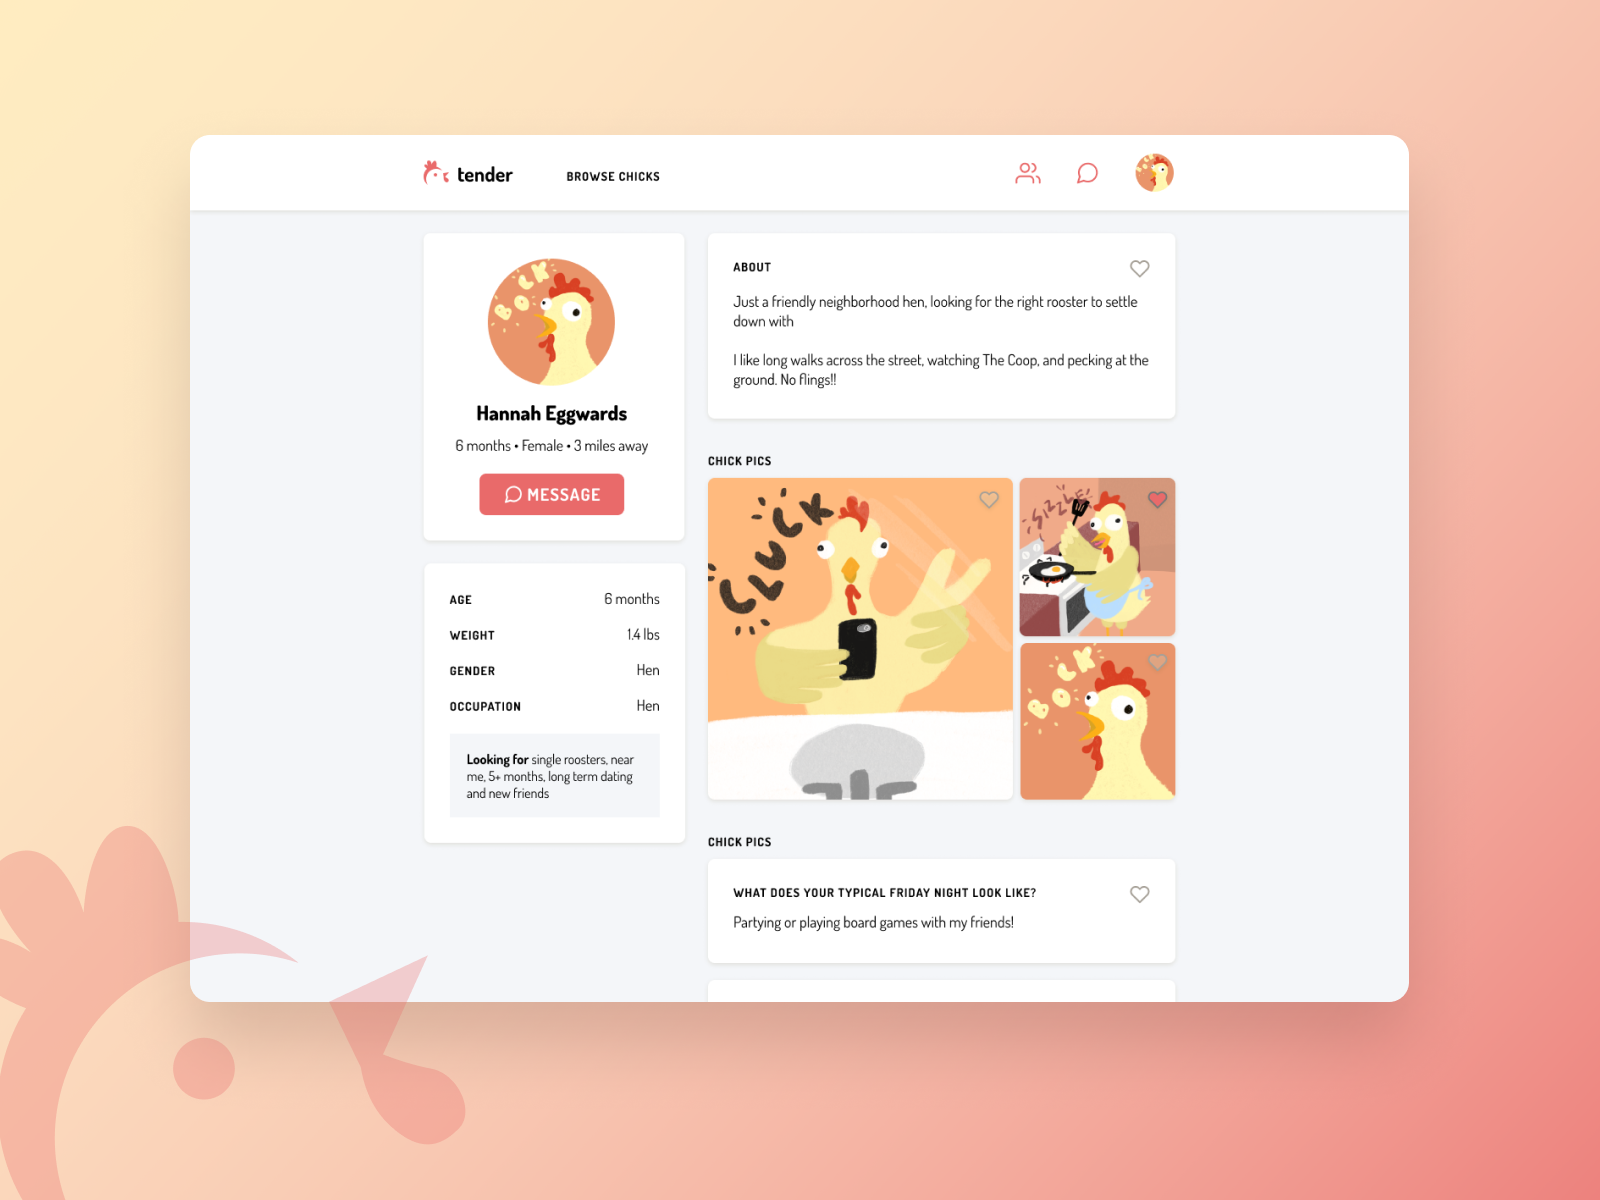 tender
BROWSE CHICKS
BOCK
Hannah Eggwards
6 months • Female • 3 miles away
MESSAGE
AGE 6 months
WEIGHT 1.4 lbs
GENDER Hen
OCCUPATION Hen
Looking for single roosters, near
me, 5+ months, long term dating
and new friends
ABOUT
Just a friendly neighborhood hen, looking for the right rooster to settle
down with
I like long walks across the street, watching The Coop, and pecking at the
ground. No flings!!
CHICK PICS
CLUCK
SIZZLE
BOCK
CHICK PICS
WHAT DOES YOUR TYPICAL FRIDAY NIGHT LOOK LIKE?
Partying or playing board games with my friends!